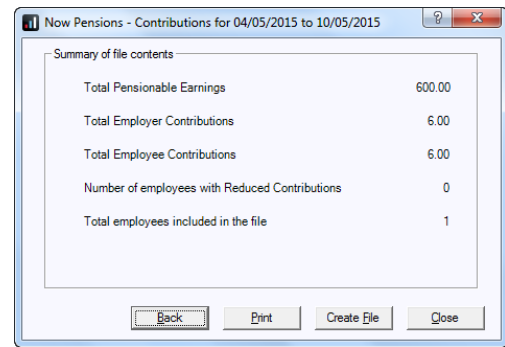 Now Pensions - Contributions for 04/05/2015 to 10/05/2015
? X
Summary of file contents
Total Pensionable Earnings 600.00
Total Employer Contributions 6.00
Total Employee Contributions 6.00
Number of employees with Reduced Contributions 0
Total employees included in the file 1
Back Print Create File Close